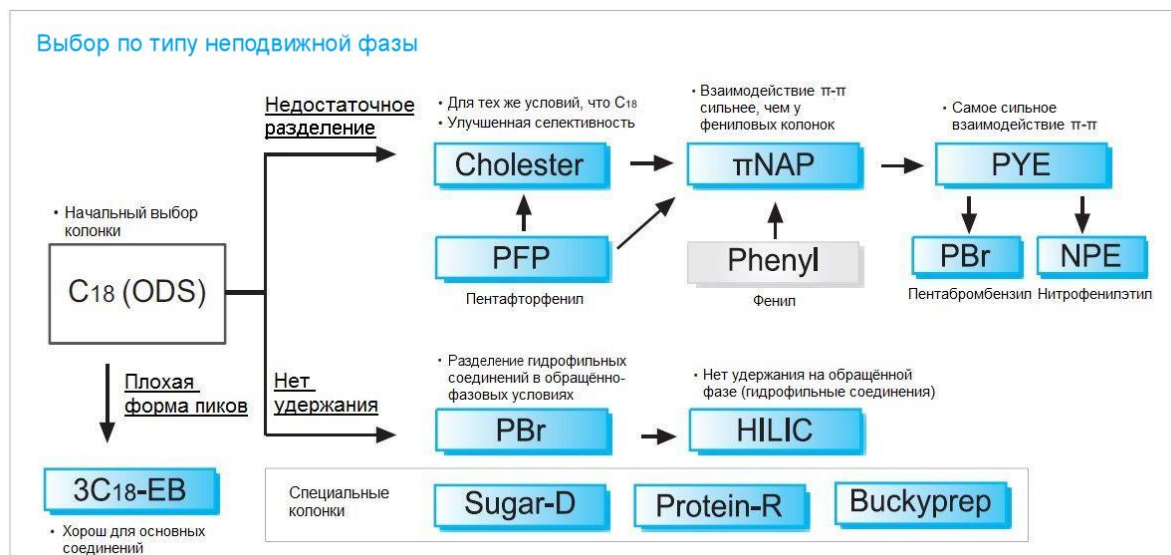 Выбор по типу неподвижной фазы
Недостаточное
разделение
• Для тех же условий, что C18
• Улучшенная селективность
• Взаимодействие π-π
сильнее, чем у
фениловых колонок
• Самое сильное
взаимодействие π-π
Cholester
πNAP
PYE
• Начальный выбор
колонки
C18 (ODS)
PFP
Пентафторфенил
Phenyl
Фенил
PBr
Пентабромбензил
NPE
Нитрофенилэтил
Плохая
форма пиков
Нет
удержания
• Разделение гидрофильных
соединений в обращённо-
фазовых условиях
• Нет удержания на обращённой
фазе (гидрофильные соединения)
PBr
HILIC
3C18-EB
• Хорош для основных
соединений
Специальные
колонки
Sugar-D
Protein-R
Buckyprep